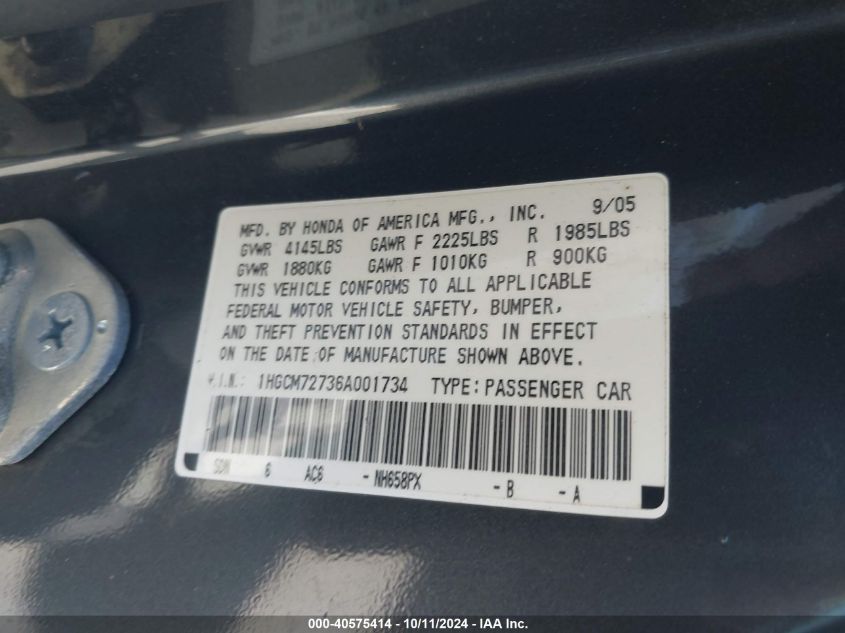 MFD. BY HONDA OF AMERICA MFG., INC. 9/05
GVWR 4145LBS GAWR F 2225LBS R 1985LBS
GVWR 1880KG GAWR F 1010KG R 900KG
THIS VEHICLE CONFORMS TO ALL APPLICABLE
FEDERAL MOTOR VEHICLE SAFETY, BUMPER,
AND THEFT PREVENTION STANDARDS IN EFFECT
ON THE DATE OF MANUFACTURE SHOWN ABOVE.
V.I.N.: 1HGCM72736A001734 TYPE: PASSENGER CAR
SDN 6 AC6 -NH658PX -B -A
000-40575414 - 10/11/2024 - IAA Inc.